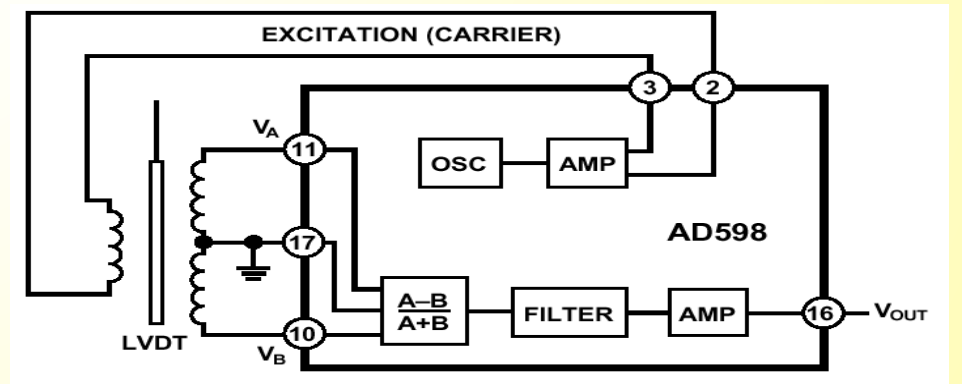 EXCITATION (CARRIER)
3
2
VA
11
OSC
AMP
17
AD598
A–B
A+B
FILTER
AMP
16
VOUT
10
LVDT
VB